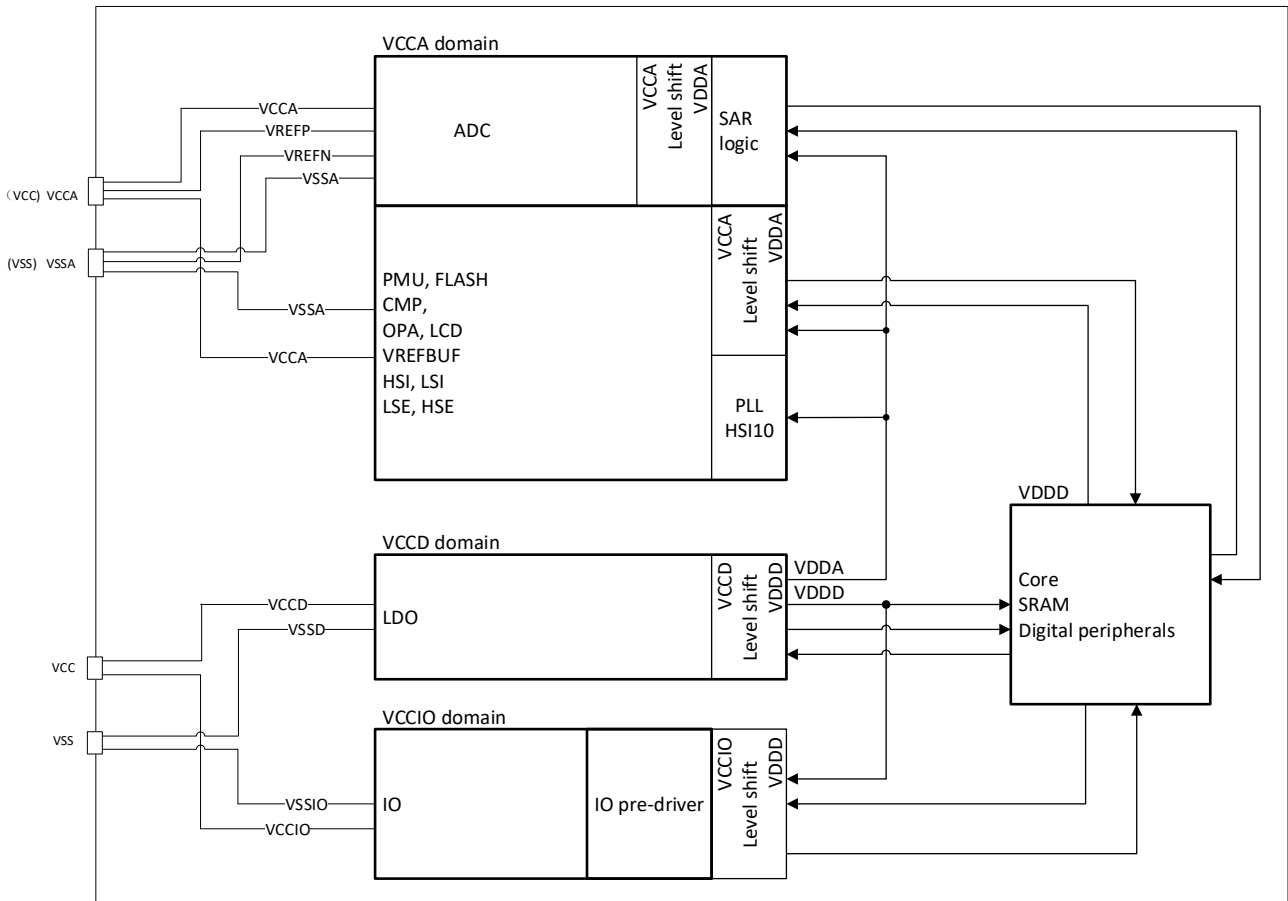 VCCA domain
VCCA
VREFP
VREFN
VSSA
ADC
VCCA
Level shift
VDDA
SAR
logic
（VCC) VCCA
(VSS) VSSA
VSSA
VCCA
PMU, FLASH
CMP,
OPA, LCD
VREFBUF
HSI, LSI
LSE, HSE
VCCA
Level shift
VDDA
PLL
HSI10
VDDD
Core
SRAM
Digital peripherals
VCCD domain
VCCD
VSSD
LDO
VCCD
Level shift
VDDD
VDDA
VDDD
VCC
VSS
VCCIO domain
VSSIO
VCCIO
IO
IO pre-driver
VCCIO
Level shift
VDDD